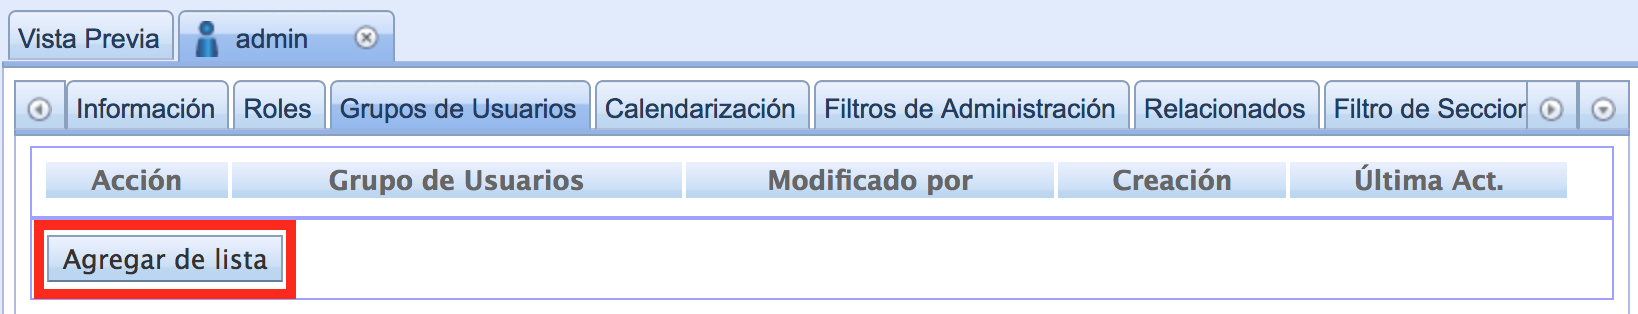 Vista Previa admin
Información Roles Grupos de Usuarios Calendarización Filtros de Administración Relacionados Filtro de Seccior
Acción Grupo de Usuarios Modificado por Creación Última Act.
Agregar de lista